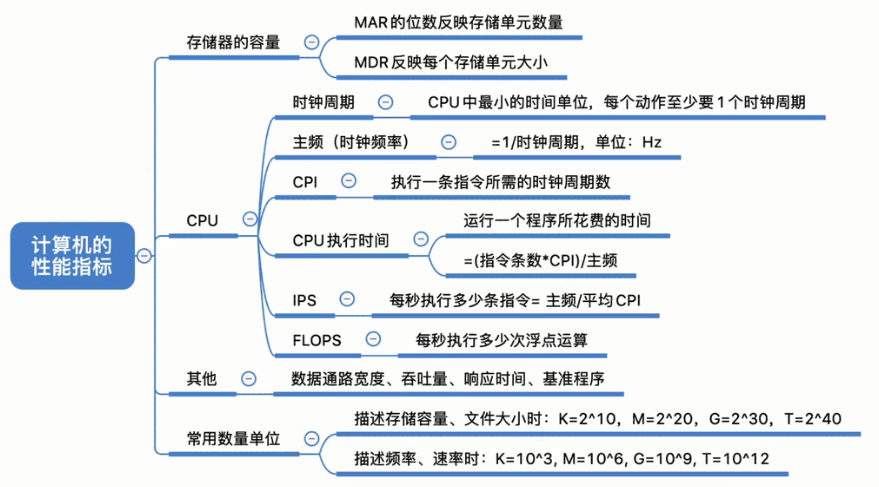 计算机的
性能指标
存储器的容量
MAR的位数反映存储单元数量
MDR反映每个存储单元大小
CPU
时钟周期
CPU中最小的时间单位，每个动作至少要1个时钟周期
主频（时钟频率）
=1/时钟周期，单位：Hz
CPI
执行一条指令所需的时钟周期数
CPU执行时间
运行一个程序所花费的时间
=(指令条数*CPI)/主频
IPS
每秒执行多少条指令= 主频/平均CPI
FLOPS
每秒执行多少次浮点运算
其他
数据通路宽度、吞吐量、响应时间、基准程序
常用数量单位
描述存储容量、文件大小时：K=2^10，M=2^20，G=2^30，T=2^40
描述频率、速率时：K=10^3, M=10^6, G=10^9, T=10^12